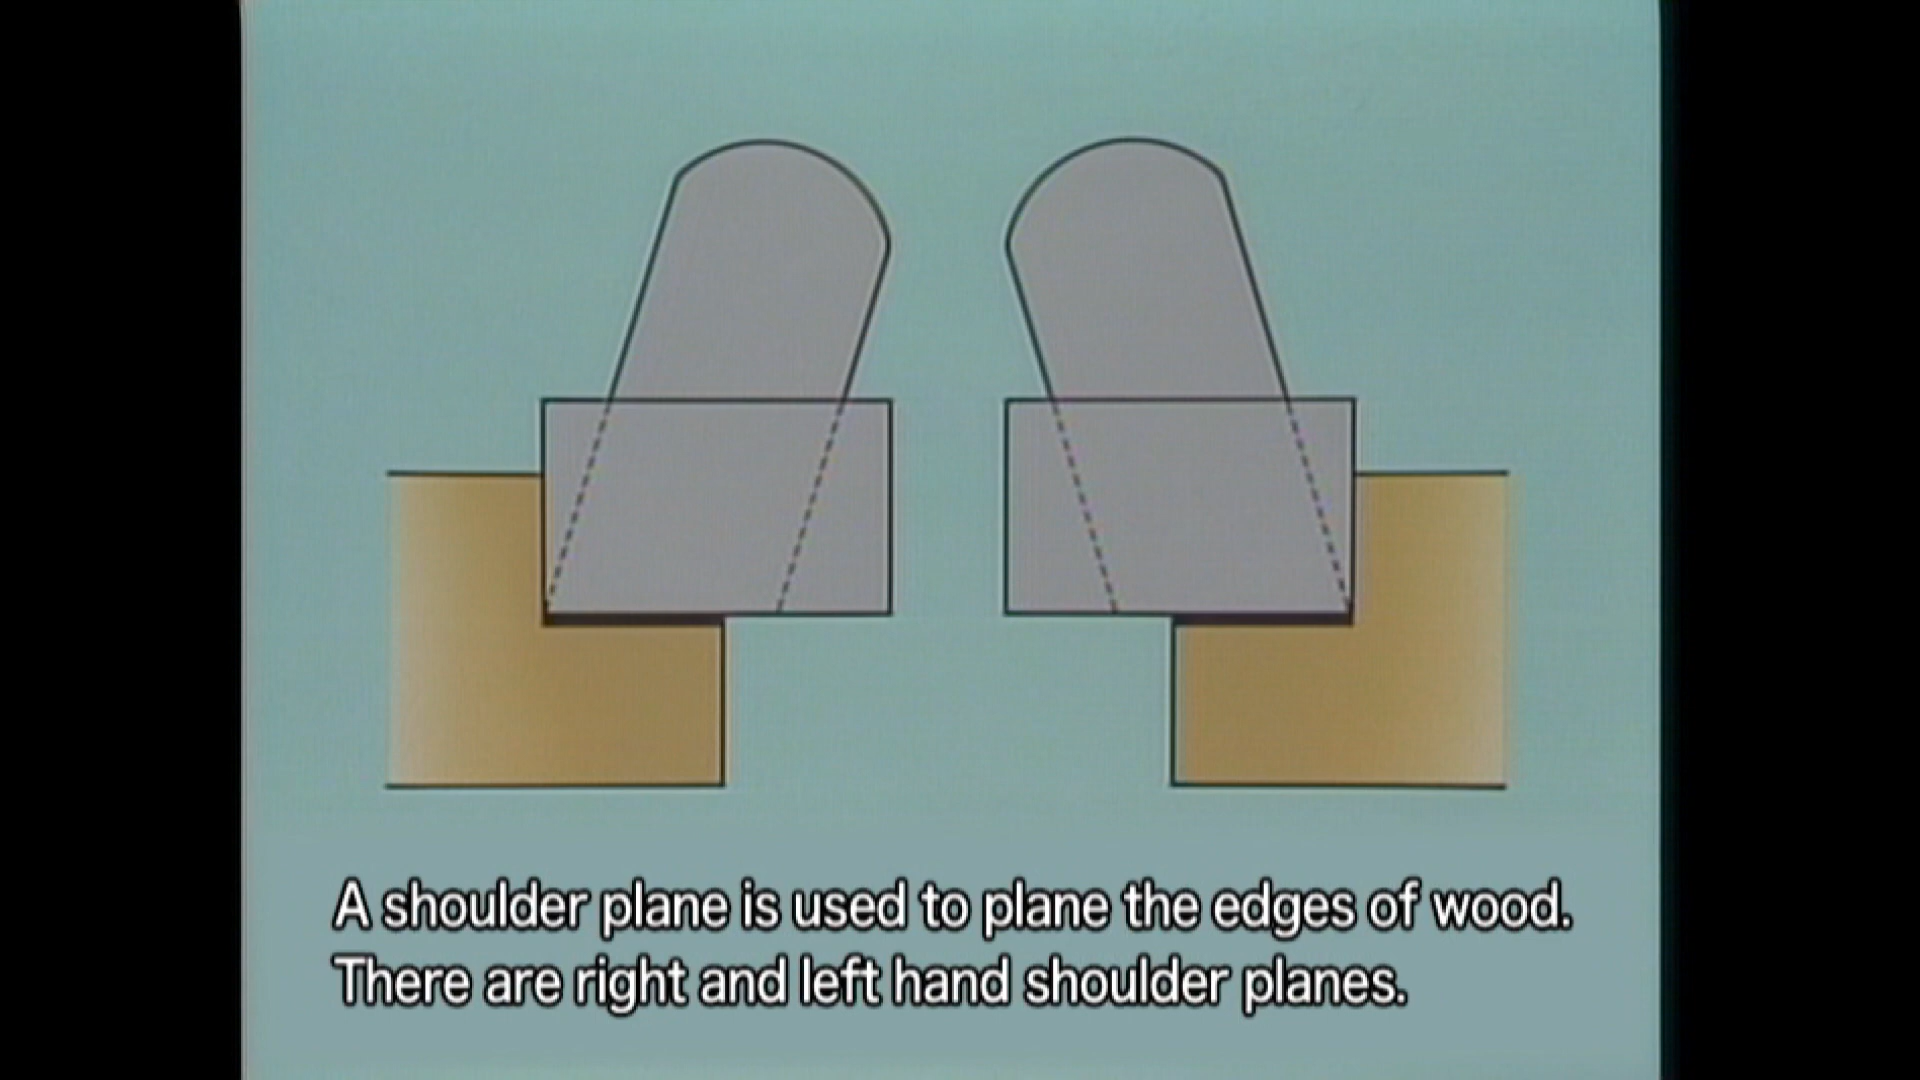 A shoulder plane is used to plane the edges of wood.
There are right and left hand shoulder planes.